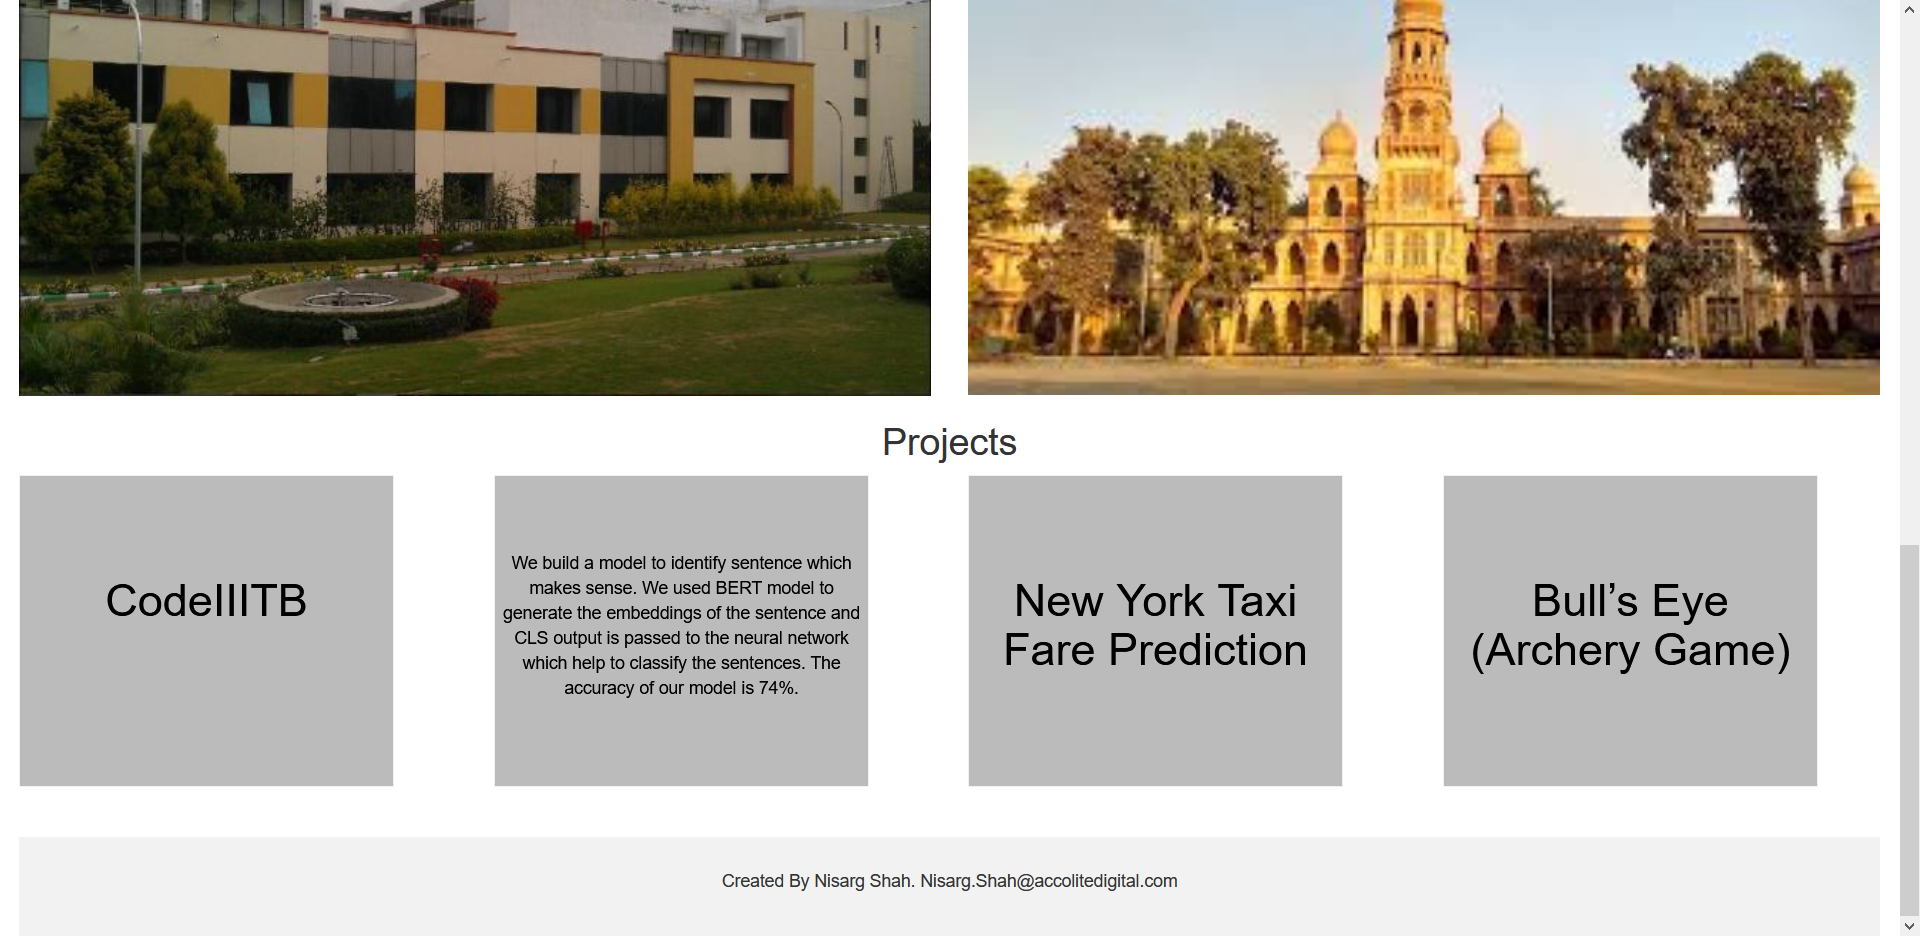 Projects
CodeIIITB
We build a model to identify sentence which
makes sense. We used BERT model to
generate the embeddings of the sentence and
CLS output is passed to the neural network
which help to classify the sentences. The
accuracy of our model is 74%.
New York Taxi
Fare Prediction
Bull’s Eye
(Archery Game)
Created By Nisarg Shah. Nisarg.Shah@accolitedigital.com